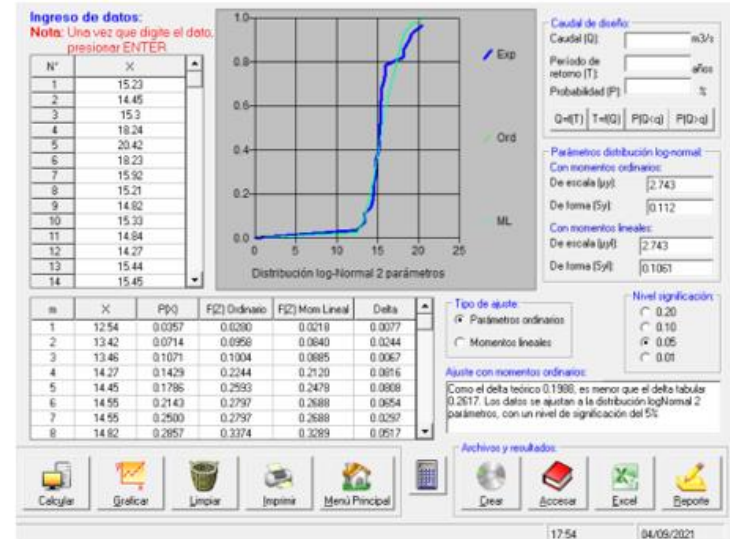 Ingreso de datos:
Nota: Una vez que digite el dato,
presionar ENTER
N° X
1 15.23
2 14.45
3 15.3
4 18.24
5 20.42
6 18.23
7 15.92
8 15.21
9 14.82
10 15.33
11 14.84
12 14.27
13 15.44
14 15.45
1.0
0.8
0.6
0.4
0.2
0.0
0 5 10 15 20 25
Distribución log-Normal 2 parámetros
Exp
Ord
ML
Caudal de diseño:
Caudal (Q): m3/s
Período de
retorno (T): años
Probabilidad (P): %
Q=f(T) T=f(Q) P(Q<q) P(Q>q)
Parámetros distribución log-normal:
Con momentos ordinarios:
De escala (µy): 2.743
De forma (Sy): 0.112
Con momentos lineales:
De escala (µyl): 2.743
De forma (Syl): 0.1061
m X P(X) F(Z) Ordinario F(Z) Mom Lineal Delta
1 12.54 0.0357 0.0280 0.0218 0.0077
2 13.42 0.0714 0.0958 0.0840 0.0244
3 13.46 0.1071 0.1004 0.0885 0.0067
4 14.27 0.1429 0.2244 0.2120 0.0816
5 14.45 0.1786 0.2593 0.2478 0.0808
6 14.55 0.2143 0.2797 0.2688 0.0654
7 14.55 0.2500 0.2797 0.2688 0.0297
8 14.82 0.2857 0.3374 0.3289 0.0517
Tipo de ajuste:
Parámetros ordinarios
Momentos lineales
Nivel significación:
0.20
0.10
0.05
0.01
Ajuste con momentos ordinarios:
Como el delta teórico 0.1988, es menor que el delta tabular
0.2617. Los datos se ajustan a la distribución logNormal 2
parámetros, con un nivel de significación del 5%
Archivos y resultados:
Calcular Graficar Limpiar Imprimir Menú Principal Crear Accesar Excel Reporte
17:54 04/09/2021